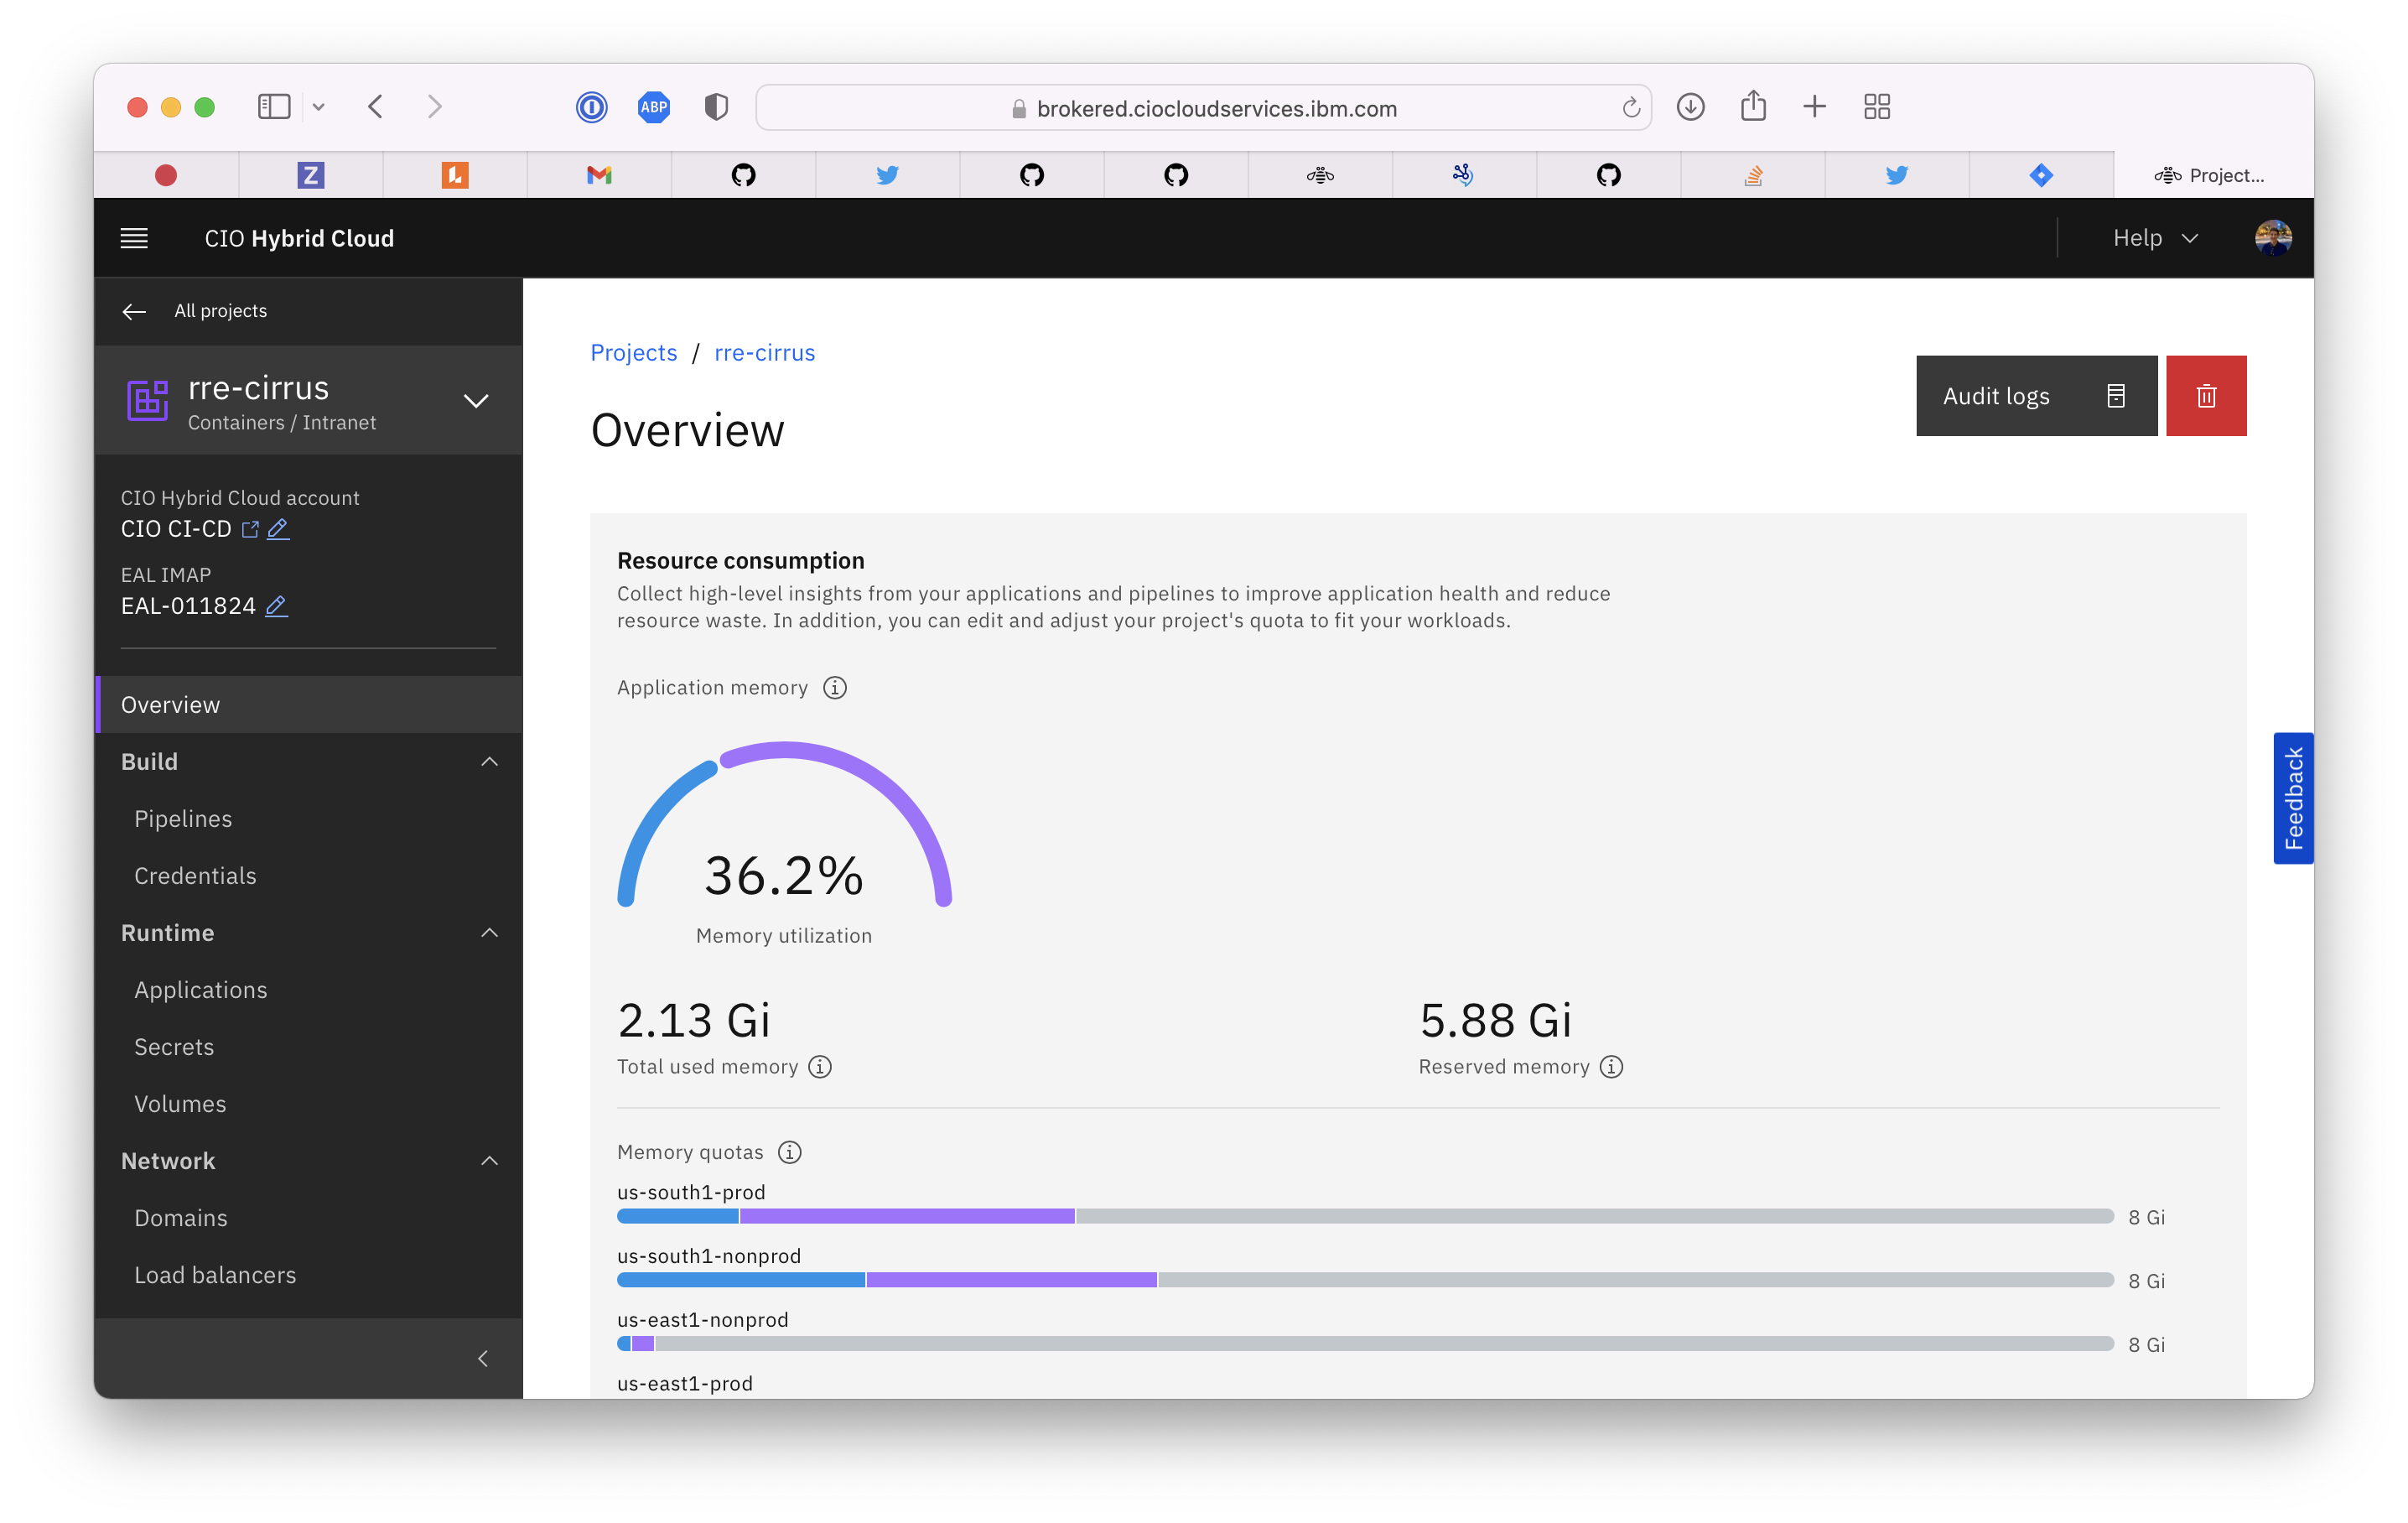 ABP
brokered.ciocloudservices.ibm.com
Z
Project...
CIO Hybrid Cloud
Help
All projects
rre-cirrus
Containers / Intranet
CIO Hybrid Cloud account
CIO CI-CD
EAL IMAP
EAL-011824
Overview
Build
Pipelines
Credentials
Runtime
Applications
Secrets
Volumes
Network
Domains
Load balancers
Projects / rre-cirrus
Overview
Audit logs
Resource consumption
Collect high-level insights from your applications and pipelines to improve application health and reduce
resource waste. In addition, you can edit and adjust your project's quota to fit your workloads.
Application memory
36.2%
Memory utilization
2.13 Gi
Total used memory
5.88 Gi
Reserved memory
Memory quotas
us-south1-prod
8 Gi
us-south1-nonprod
8 Gi
us-east1-nonprod
8 Gi
us-east1-prod
Feedback